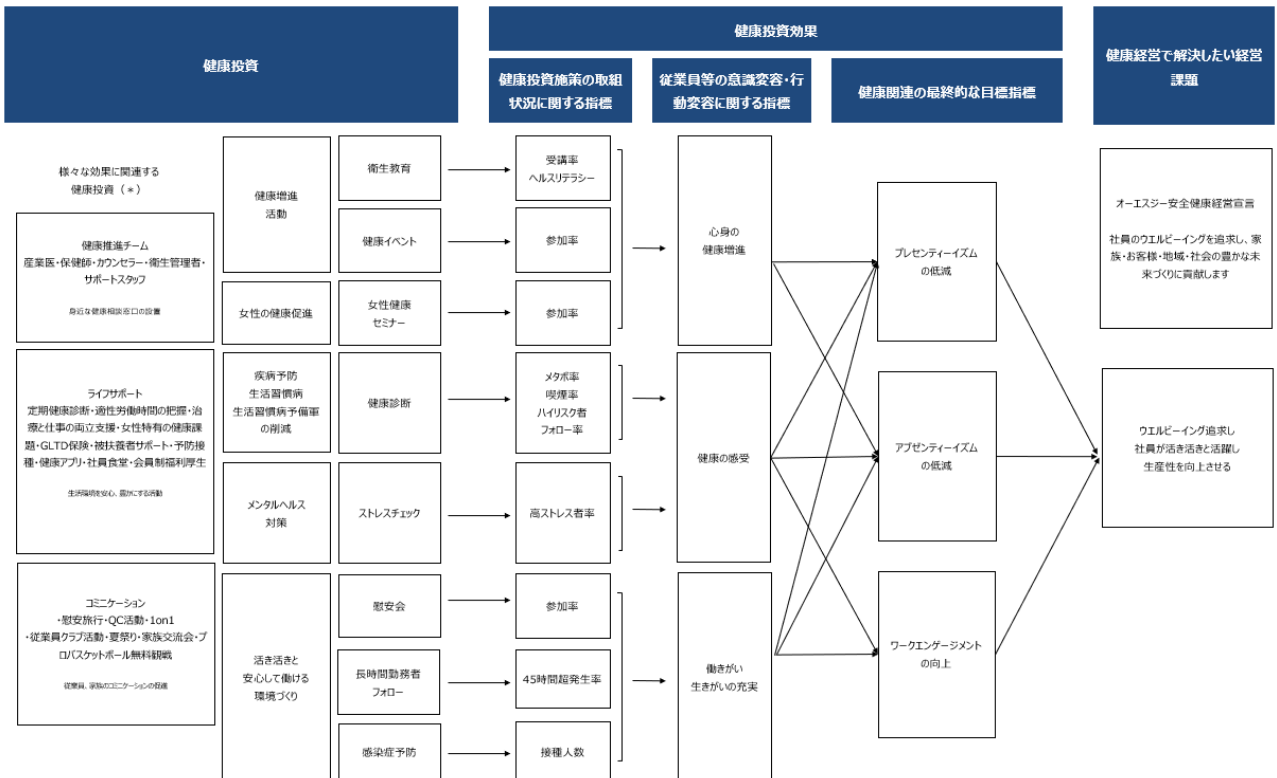 健康投資
健康投資効果
健康経営で解決したい経営
課題
健康投資施策の取組
状況に関する指標
従業員等の意識変容・行
動変容に関する指標
健康関連の最終的な目標指標
様々な効果に関連する
健康投資（＊）
健康推進チーム
産業医・保健師・カウンセラー・衛生管理者・
サポートスタッフ
身近な健康相談窓口の設置
ライフサポート
定期健康診断・適性労働時間の把握・治
療と仕事の両立支援・女性特有の健康課
題・GLTD保険・被扶養者サポート・予防接
種・健康アプリ・社員食堂・会員制福利厚生
生活環境を安心、豊かにする活動
コミニケーション
・慰安旅行・QC活動・1on1
・従業員クラブ活動・夏祭り・家族交流会・プ
ロバスケットボール無料観戦
従業員、家族のコミニケーションの促進
健康増進
活動
女性の健康促進
疾病予防
生活習慣病
生活習慣病予備軍
の削減
メンタルヘルス
対策
活き活きと
安心して働ける
環境づくり
衛生教育
健康イベント
女性健康
セミナー
健康診断
ストレスチェック
慰安会
長時間勤務者
フォロー
感染症予防
受講率
ヘルスリテラシー
参加率
参加率
メタボ率
喫煙率
ハイリスク者
フォロー率
高ストレス者率
参加率
45時間超発生率
接種人数
心身の
健康増進
健康の感受
働きがい
生きがいの充実
プレゼンティーイズム
の低減
アブゼンティーイズム
の低減
ワークエンゲージメント
の向上
オーエスジー安全健康経営宣言
社員のウエルビーイングを追求し、家
族・お客様・地域・社会の豊かな未
来づくりに貢献します
ウエルビーイング追求し
社員が活き活きと活躍し
生産性を向上させる